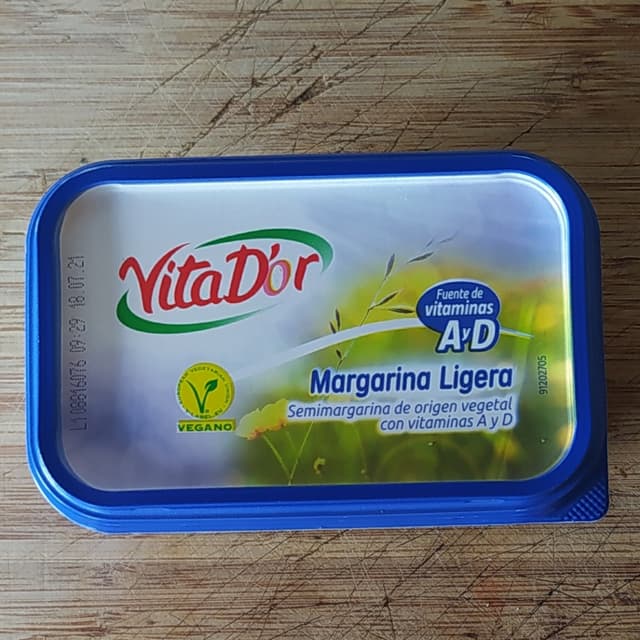 VitaD'or
Fuente de
vitaminas
A y D
Margarina Ligera
Semimargarina de origen vegetal
con vitaminas A y D
VEGANO
L108816076 09:29 18.07.21
91202705